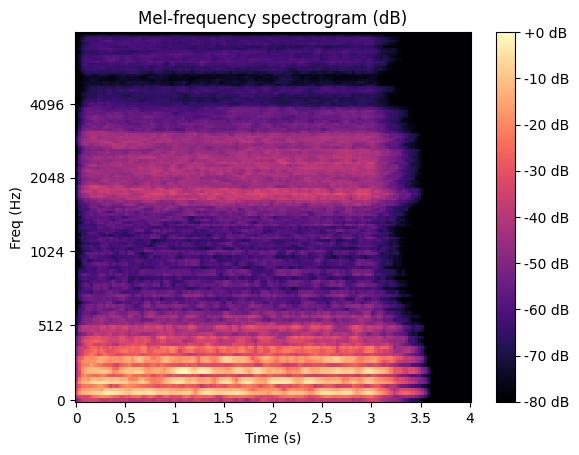 Mel-frequency spectrogram (dB)
+0 dB
-10 dB
4096
-20 dB
-30 dB
2048
-40 dB
Freq (Hz)
1024
-50 dB
-60 dB
512
-70 dB
0
-80 dB
0 0.5 1 1.5 2 2.5 3 3.5 4
Time (s)